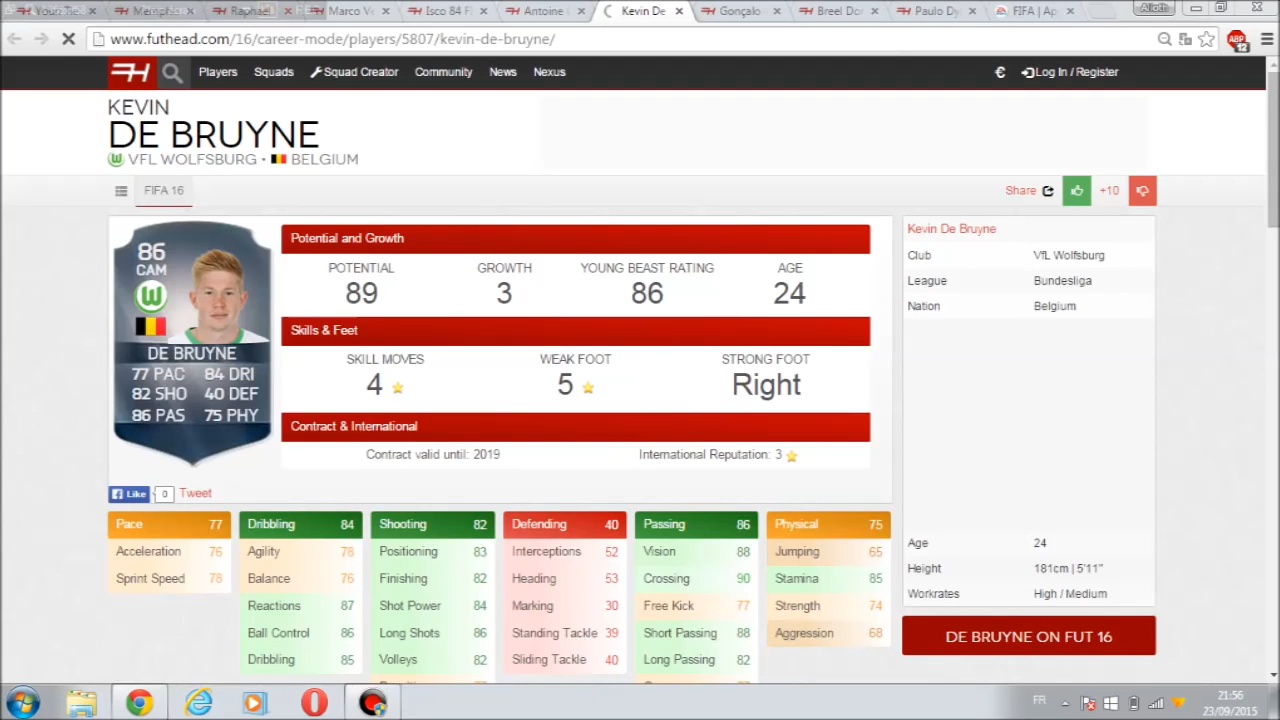 Your Ti
Memphi
Raphael
Marco V
Isco 84 F
Antoine
Kevin De
Gonçalo
Breel Do
Paulo Dy
FIFA | Ap
Alioth
www.futhead.com/16/career-mode/players/5807/kevin-de-bruyne/
ABP
12
FH
Players Squads Squad Creator Community News Nexus
€ Log In / Register
KEVIN
DE BRUYNE
W VFL WOLFSBURG • BELGIUM
FIFA 16
Share +10
86
CAM
W
DE BRUYNE
77 PAC 84 DRI
82 SHO 40 DEF
86 PAS 75 PHY
Potential and Growth
POTENTIAL GROWTH YOUNG BEAST RATING AGE
89 3 86 24
Skills & Feet
SKILL MOVES WEAK FOOT STRONG FOOT
4 5 Right
Contract & International
Contract valid until: 2019 International Reputation: 3
Kevin De Bruyne
Club VfL Wolfsburg
League Bundesliga
Nation Belgium
Age 24
Height 181cm | 5'11"
Workrates High / Medium
DE BRUYNE ON FUT 16
Like 0 Tweet
Pace 77 Dribbling 84 Shooting 82 Defending 40 Passing 86 Physical 75
Acceleration 76 Agility 78 Positioning 83 Interceptions 52 Vision 88 Jumping 65
Sprint Speed 78 Balance 76 Finishing 82 Heading 53 Crossing 90 Stamina 85
Reactions 87 Shot Power 84 Marking 30 Free Kick 77 Strength 74
Ball Control 86 Long Shots 86 Standing Tackle 39 Short Passing 88 Aggression 68
Dribbling 85 Volleys 82 Sliding Tackle 40 Long Passing 82
FR
21:56
23/09/2015